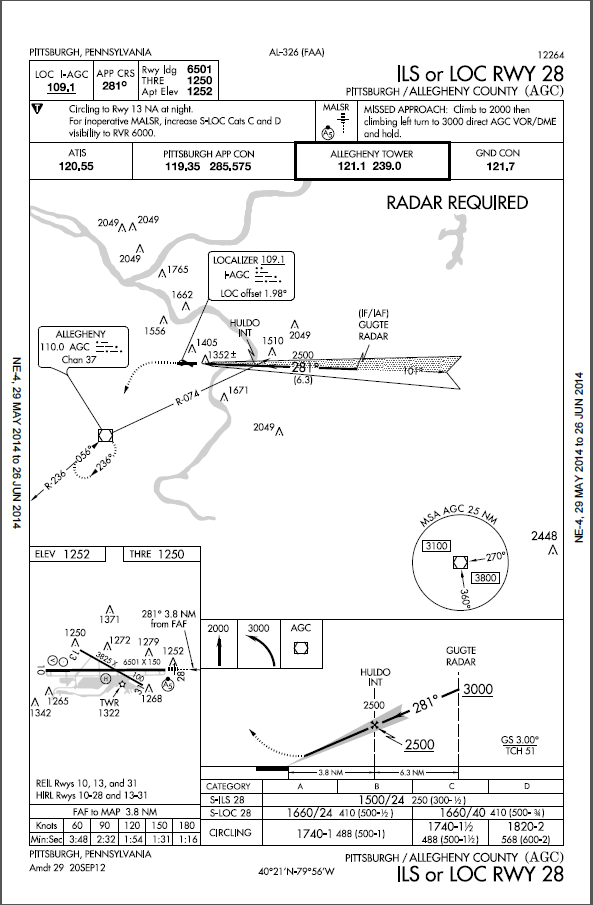 PITTSBURGH, PENNSYLVANIA
AL-326 (FAA)
12264
LOC I-AGC
109.1
APP CRS
281°
Rwy ldg 6501
THRE 1250
Apt Elev 1252
ILS or LOC RWY 28
PITTSBURGH / ALLEGHENY COUNTY (AGC)
T
Circling to Rwy 13 NA at night.
For inoperative MALSR, increase S-LOC Cats C and D
visibility to RVR 6000.
MALSR
A5
MISSED APPROACH: Climb to 2000 then
climbing left turn to 3000 direct AGC VOR/DME
and hold.
ATIS
120.55
PITTSBURGH APP CON
119.35 285.575
ALLEGHENY TOWER
121.1 239.0
GND CON
121.7
RADAR REQUIRED
2049
2049
2049
1765
LOCALIZER 109.1
I-AGC
LOC offset 1.98°
1662
1556
HULDO
INT
2049
(IF/IAF)
GUGTE
RADAR
ALLEGHENY
110.0 AGC
Chan 37
1405
1352±
1510
2500
281°
(6.3)
101°
R-074
1671
2049
056°
236°
R-236
NE-4, 29 MAY 2014 to 26 JUN 2014
NE-4, 29 MAY 2014 to 26 JUN 2014
MSA AGC 25 NM
3100
270°
3800
360°
2448
ELEV 1252
THRE 1250
1371
281° 3.8 NM
from FAF
1250
1272
1279
1252
13
3825 X 100
6501 X 150
10
28
31
V
H
A5
TWR
1322
1268
1265
1342
REIL Rwys 10, 13, and 31
HIRL Rwys 10-28 and 13-31
FAF to MAP 3.8 NM
Knots 60 90 120 150 180
Min:Sec 3:48 2:32 1:54 1:31 1:16
2000
3000
AGC
HULDO
INT
GUGTE
RADAR
2500
281°
3000
2500
GS 3.00°
TCH 51
3.8 NM
6.3 NM
CATEGORY A B C D
S-ILS 28 1500/24 250 (300-½)
S-LOC 28 1660/24 410 (500-½) 1660/40 410 (500-¾)
CIRCLING 1740-1 488 (500-1) 1740-1½ 488 (500-1½) 1820-2 568 (600-2)
PITTSBURGH, PENNSYLVANIA
Amdt 29 20SEP12
40°21'N-79°56'W
PITTSBURGH / ALLEGHENY COUNTY (AGC)
ILS or LOC RWY 28